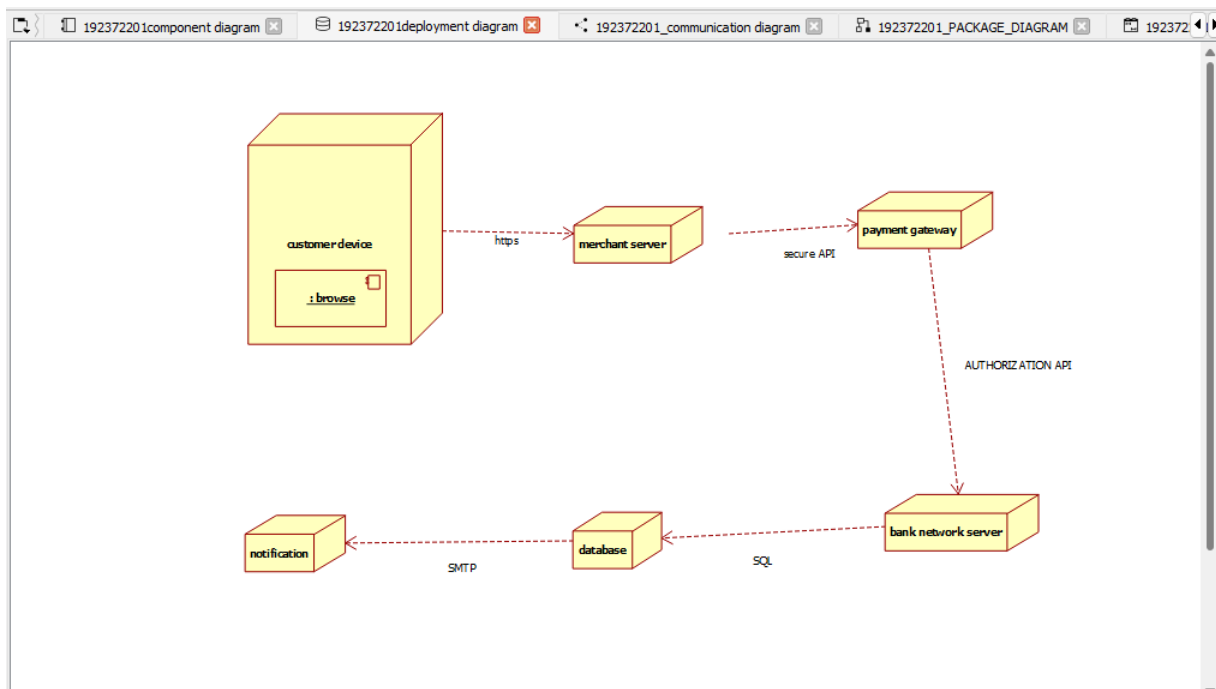 192372201component diagram
192372201deployment diagram
192372201_communication diagram
192372201_PACKAGE_DIAGRAM
customer device
: browse
https
merchant server
secure API
payment gateway
AUTHORIZATION API
bank network server
SQL
database
SMTP
notification